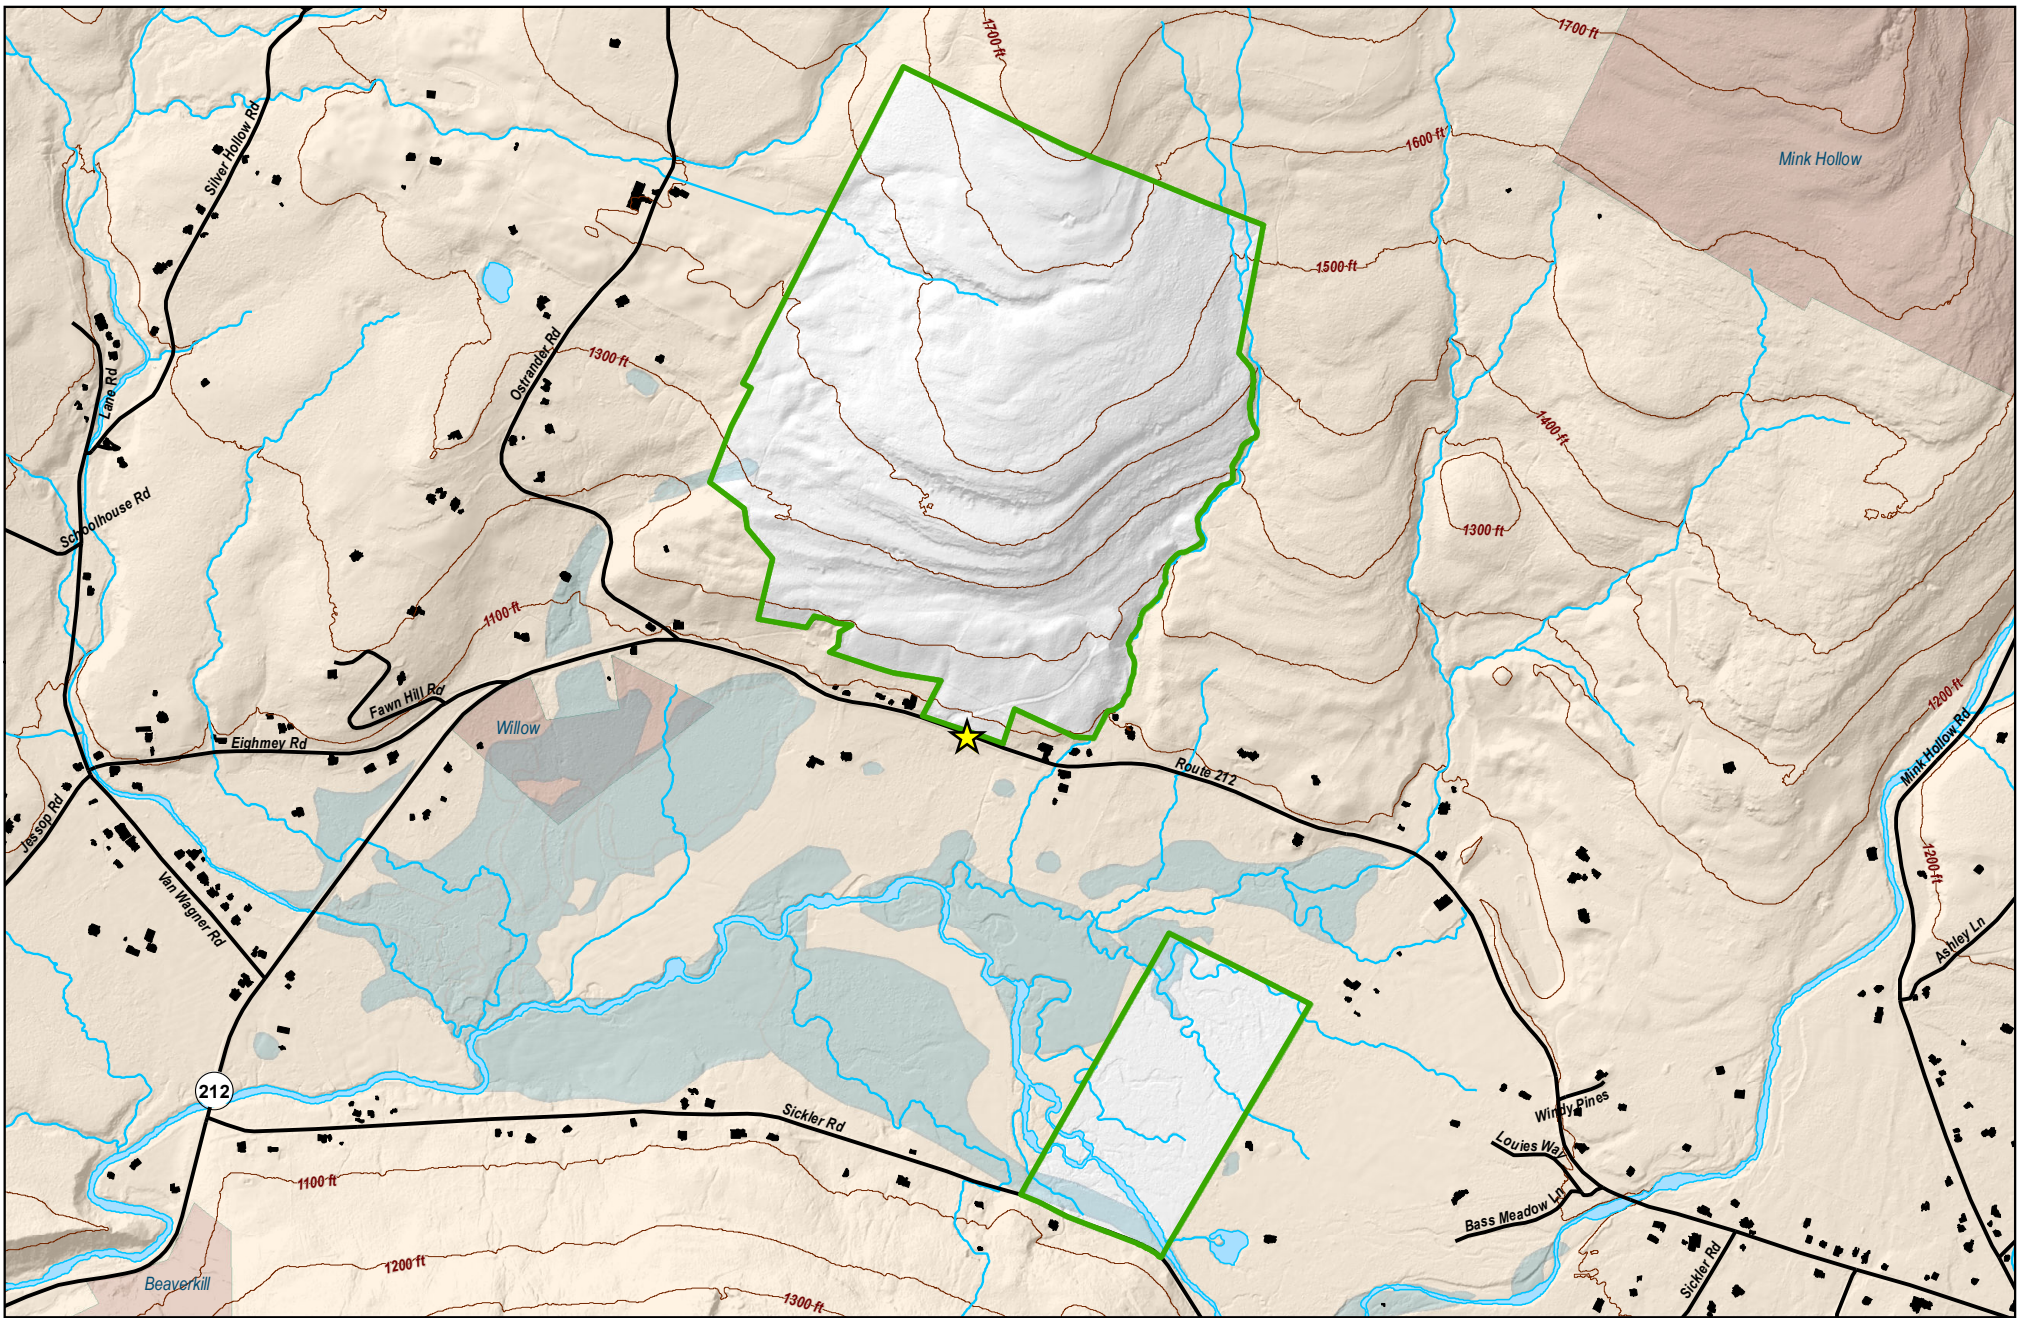 1700 ft
1700 ft
1600 ft
Mink Hollow
Silver Hollow Rd
1500 ft
Ostrander Rd
1300 ft
Lane Rd
1400 ft
Schoolhouse Rd
1300 ft
1100 ft
Fawn Hill Rd
Willow
Eighmey Rd
1200 ft
Mink Hollow Rd
Route 212
Jessop Rd
Van Wagner Rd
1200 ft
Ashley Ln
212
Sickler Rd
Windy Pines
Louies Way
Bass Meadow Ln
1100 ft
1200 ft
Sickler Rd
Beaverkill
1300 ft